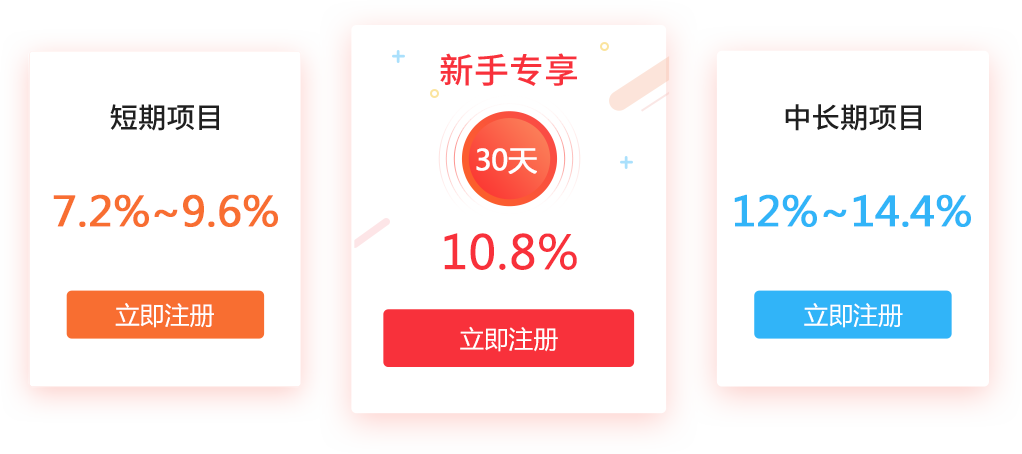 短期项目
7.2%~9.6%
立即注册
新手专享
30天
10.8%
立即注册
中长期项目
12%~14.4%
立即注册